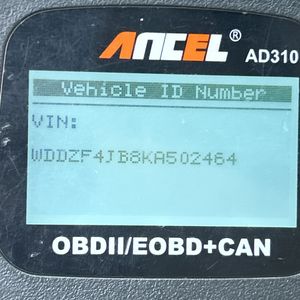 ANCEL®
AD310
Vehicle ID Number
VIN:
WDDZF4JB8KA502464
OBDII/EOBD+CAN